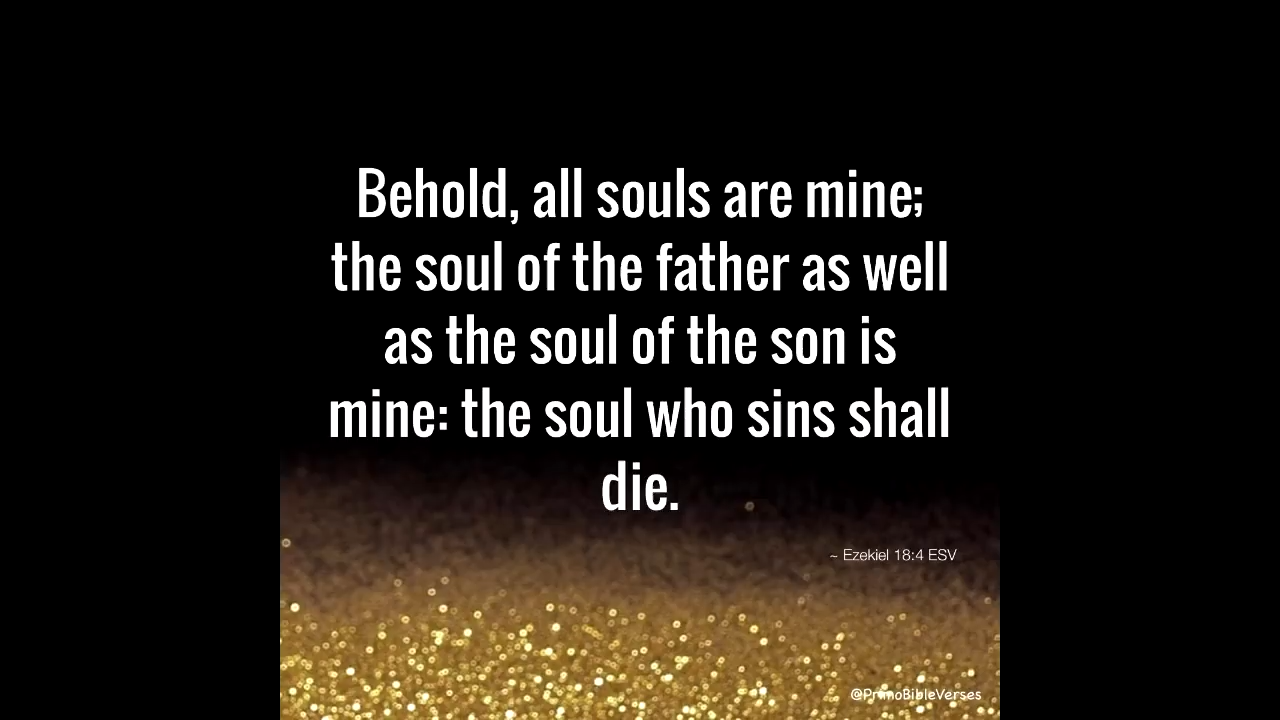 Behold, all souls are mine;
the soul of the father as well
as the soul of the son is
mine: the soul who sins shall
die.
~ Ezekiel 18:4 ESV
@PrimoBibleVerses